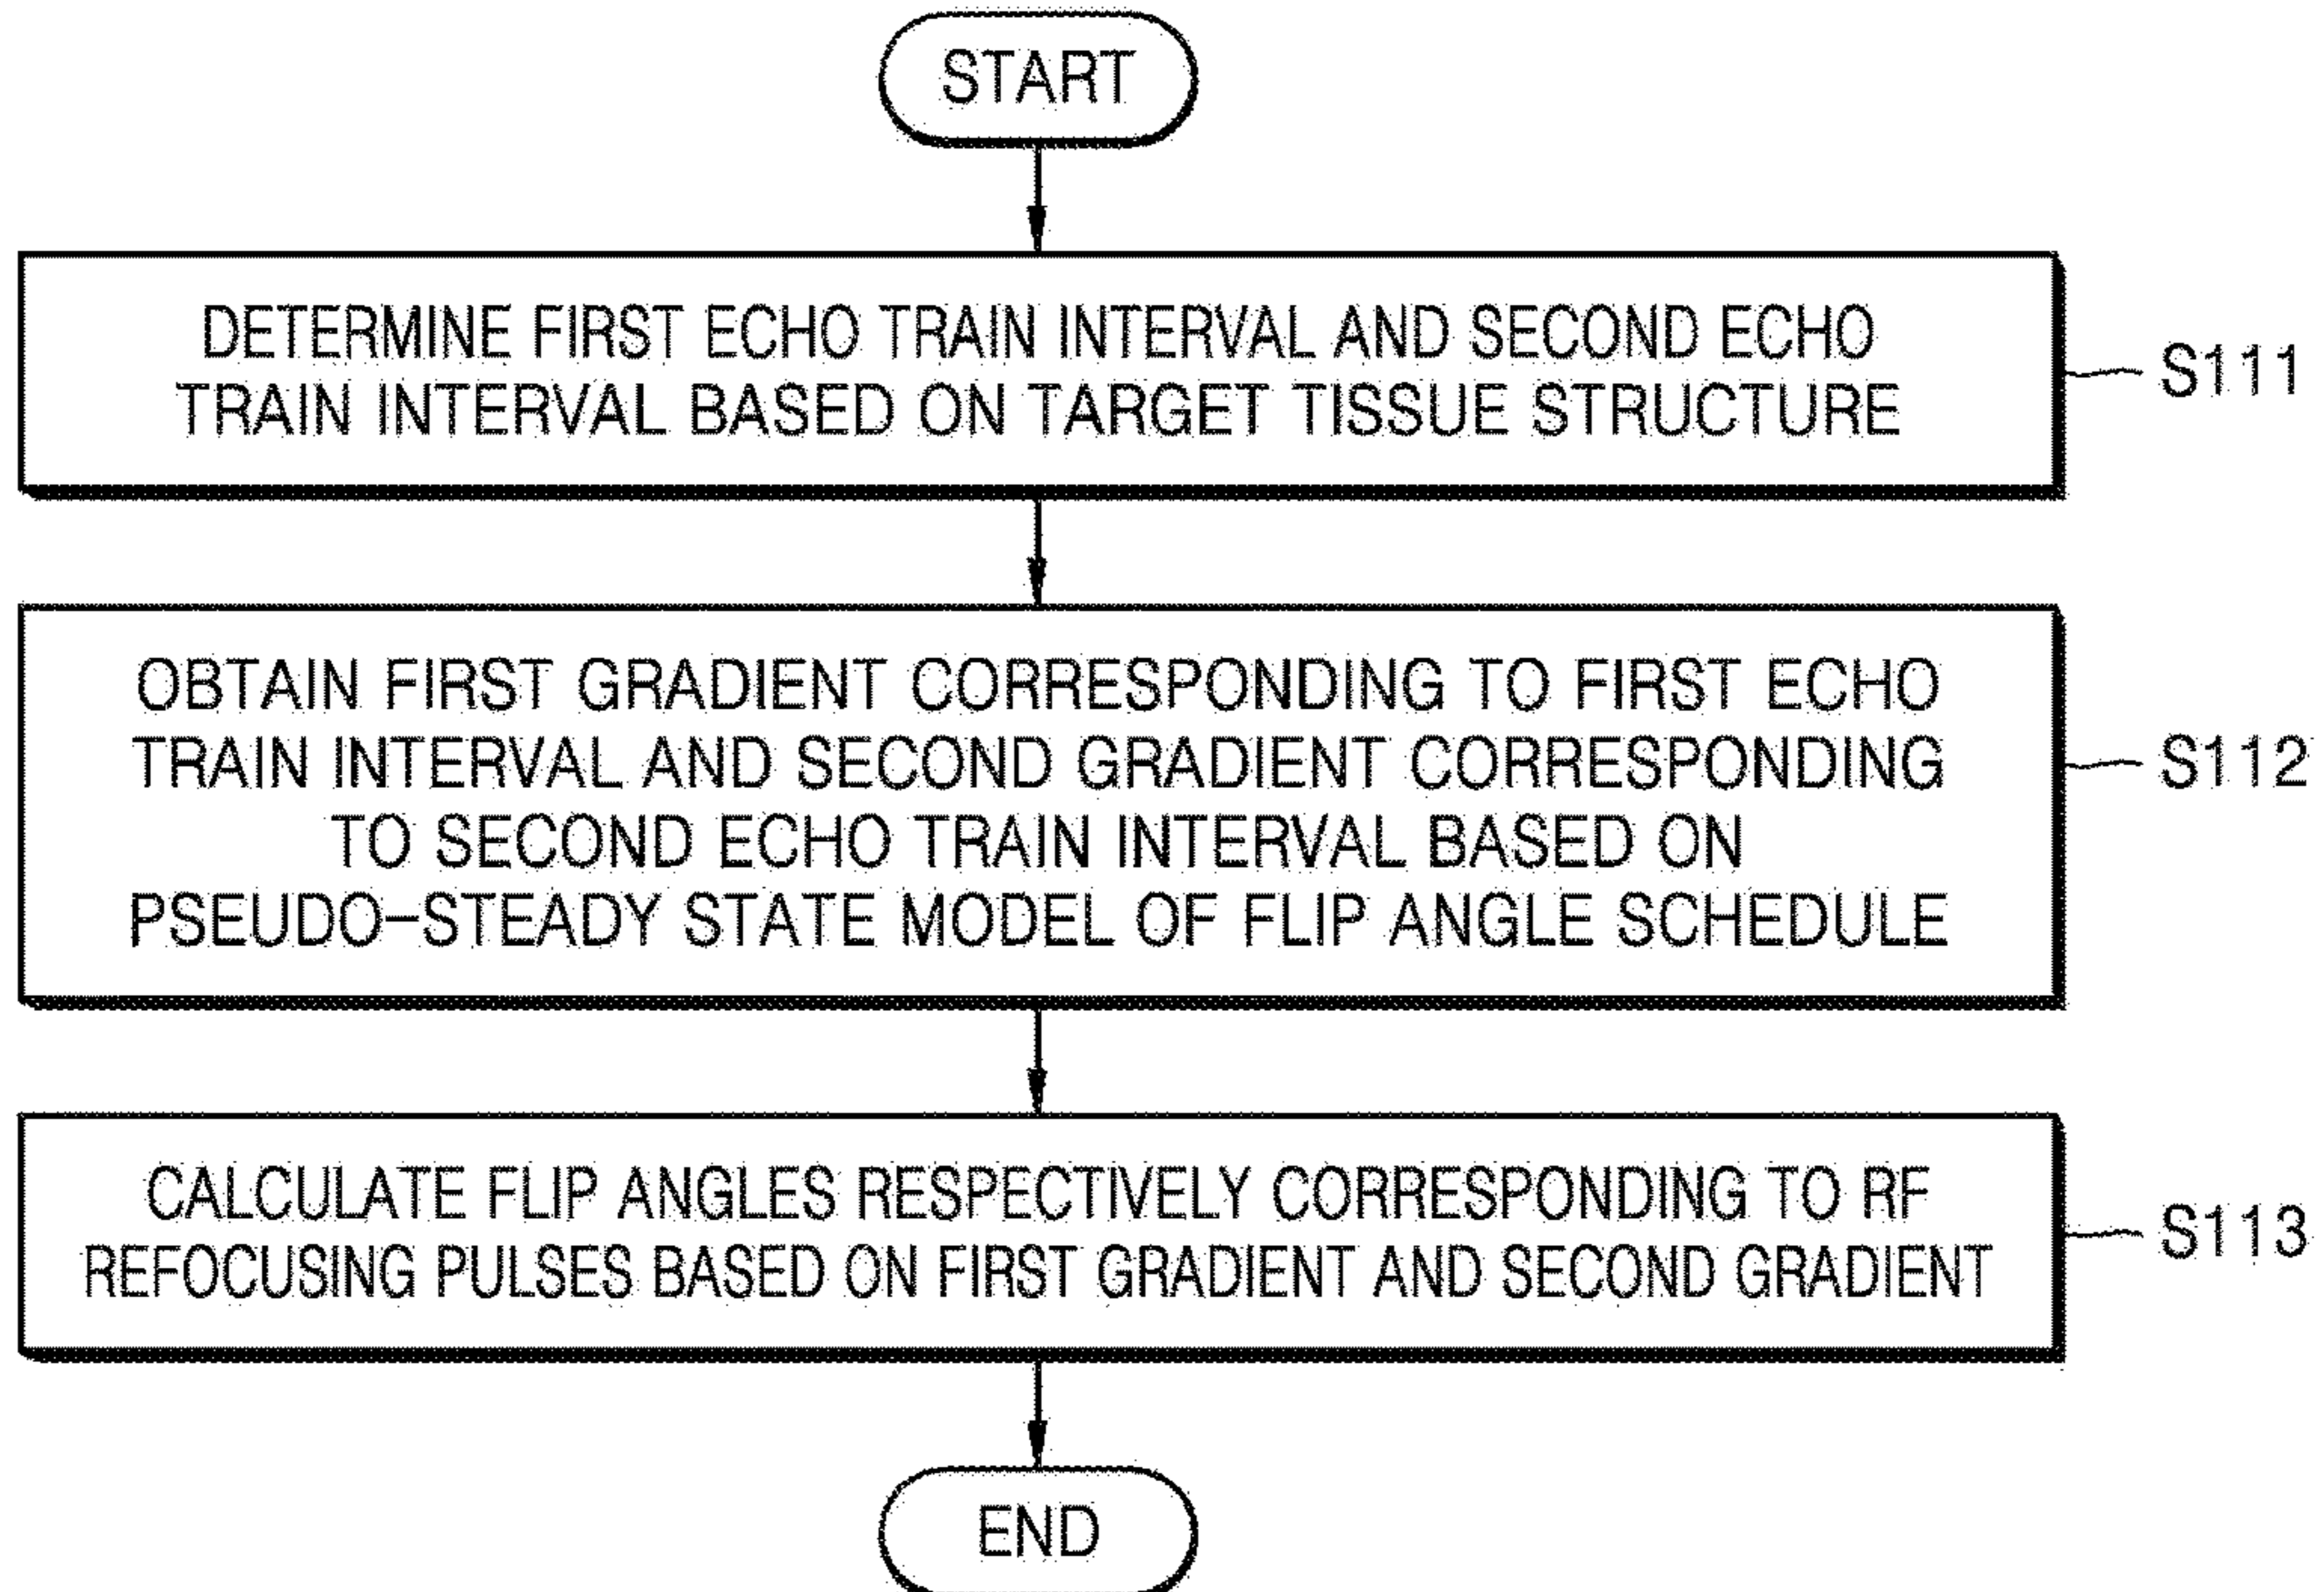 START
DETERMINE FIRST ECHO TRAIN INTERVAL AND SECOND ECHO
TRAIN INTERVAL BASED ON TARGET TISSUE STRUCTURE
S111
OBTAIN FIRST GRADIENT CORRESPONDING TO FIRST ECHO
TRAIN INTERVAL AND SECOND GRADIENT CORRESPONDING
TO SECOND ECHO TRAIN INTERVAL BASED ON
PSEUDO-STEADY STATE MODEL OF FLIP ANGLE SCHEDULE
S112
CALCULATE FLIP ANGLES RESPECTIVELY CORRESPONDING TO RF
REFOCUSING PULSES BASED ON FIRST GRADIENT AND SECOND GRADIENT
S113
END